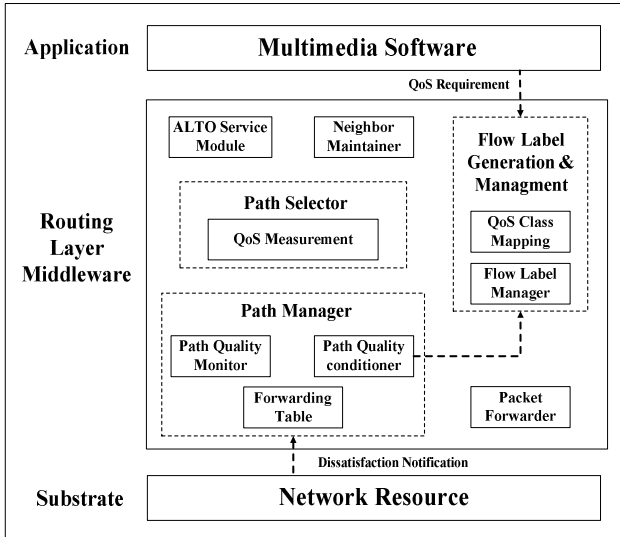 Application
Multimedia Software
QoS Requirement
ALTO Service
Module
Neighbor
Maintainer
Flow Label
Generation &
Managment
Path Selector
QoS Measurement
QoS Class
Mapping
Flow Label
Manager
Routing
Layer
Middleware
Path Manager
Path Quality
Monitor
Path Quality
conditioner
Forwarding
Table
Packet
Forwarder
Dissatisfaction Notification
Substrate
Network Resource